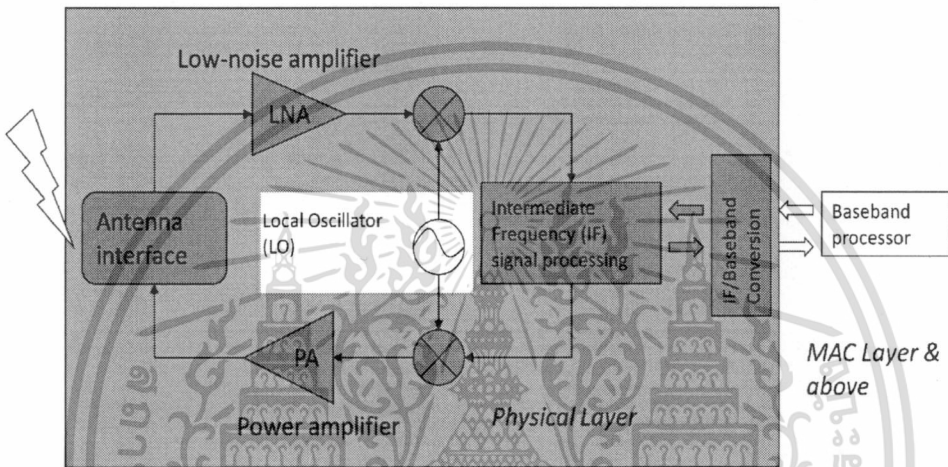 Low-noise amplifier
LNA
Antenna
interface
Local Oscillator
(LO)
Intermediate
Frequency (IF)
signal processing
IF/Baseband
Conversion
Baseband
processor
PA
Power amplifier
Physical Layer
MAC Layer &
above